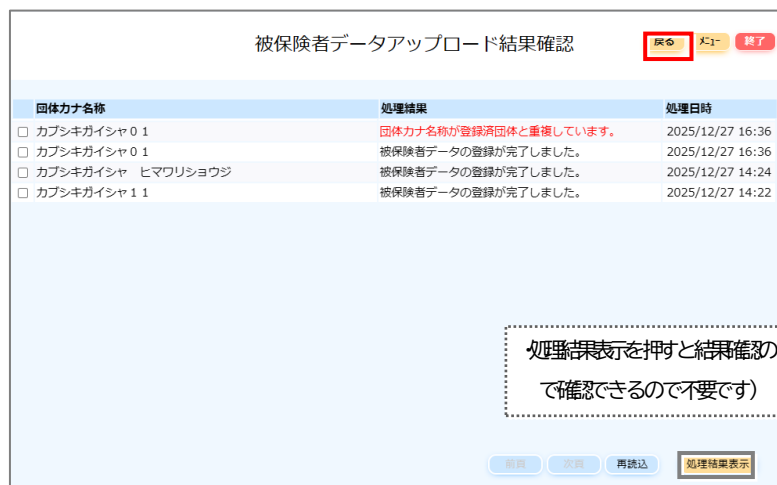 被保険者データアップロード結果確認 戻る ﾒﾆｭｰ 終了
団体カナ名称 処理結果 処理日時
カブシキガイシャ０１ 団体カナ名称が登録済団体と重複しています。 2025/12/27 16:36
カブシキガイシャ０１ 被保険者データの登録が完了しました。 2025/12/27 16:36
カブシキガイシャ　ヒマワリショウジ 被保険者データの登録が完了しました。 2025/12/27 14:24
カブシキガイシャ１１ 被保険者データの登録が完了しました。 2025/12/27 14:22
・処理結果表示を押すと結果確認の
で確認できるので不要です）
前頁 次頁 再読込 処理結果表示